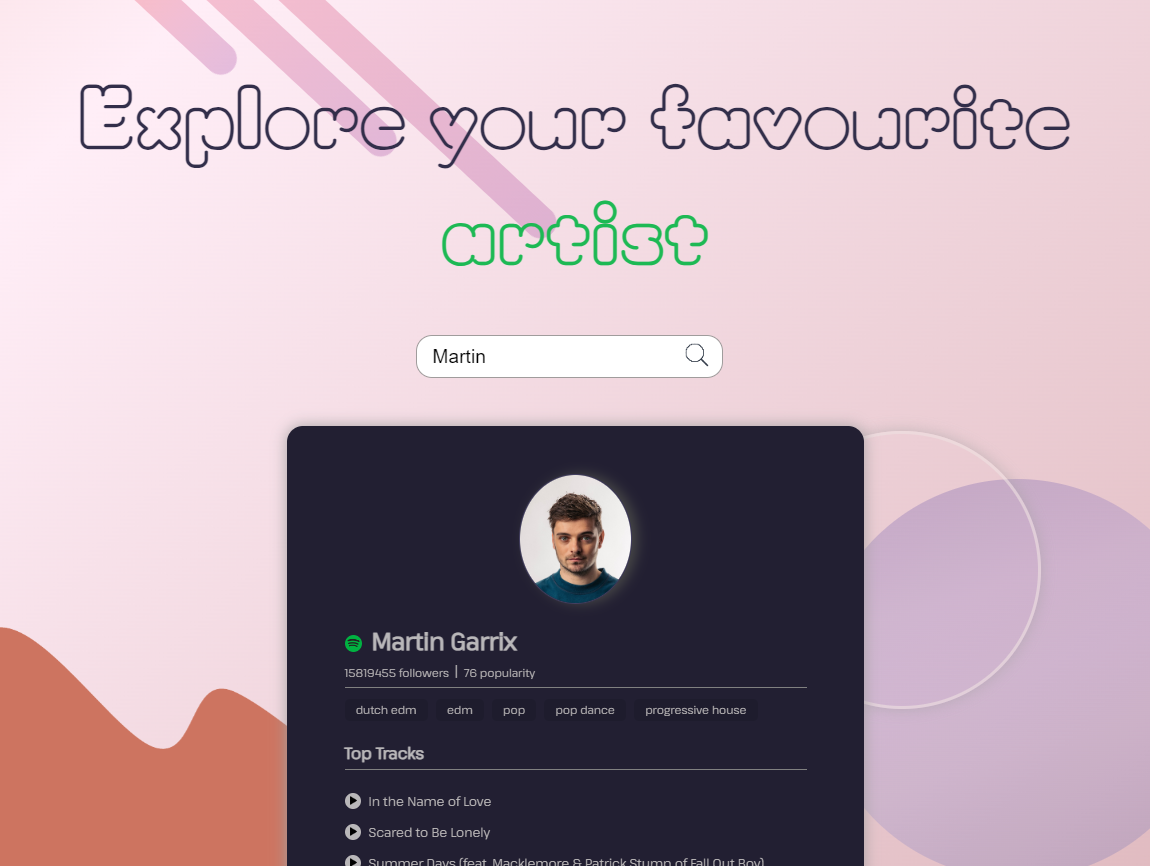 Explore your favourite
artist
Martin
Martin Garrix
15819455 followers | 76 popularity
dutch edm edm pop pop dance progressive house
Top Tracks
In the Name of Love
Scared to Be Lonely
Summer Days (feat. Macklemore & Patrick Stump of Fall Out Boy)